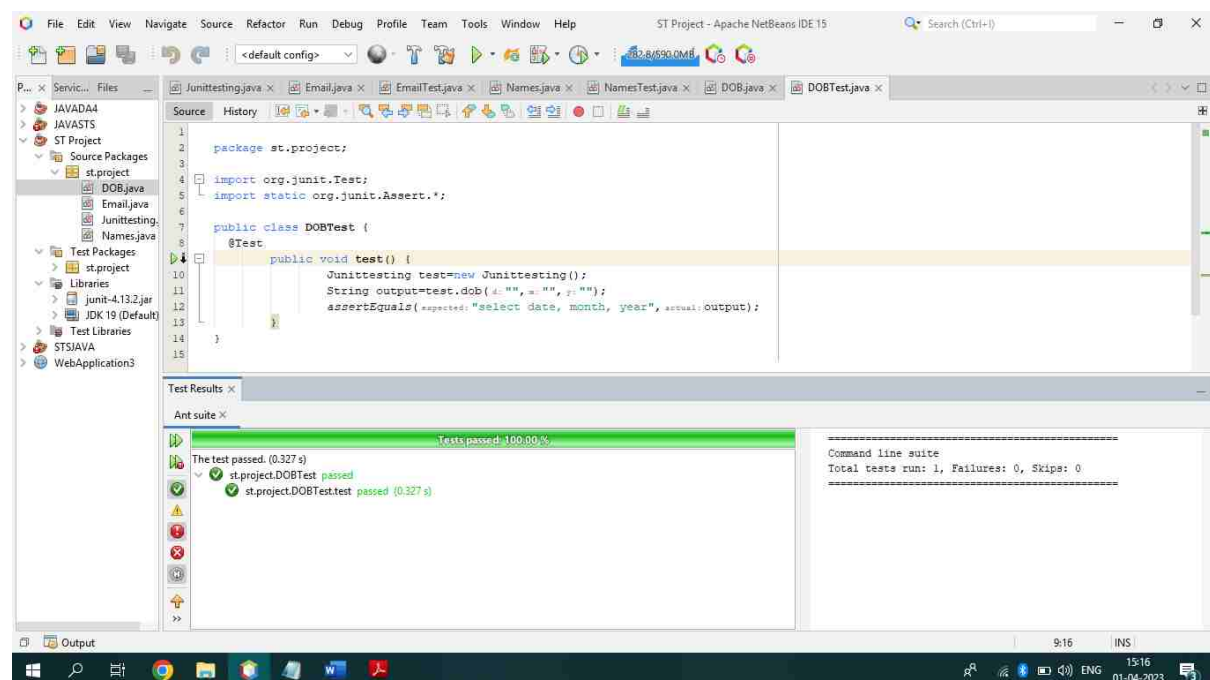 File Edit View Navigate Source Refactor Run Debug Profile Team Tools Window Help ST Project - Apache NetBeans IDE 15 Search (Ctrl+I)
<default config> 282.8/590.0MB
P... × Servic... Files
Junittesting.java × Email.java × EmailTest.java × Names.java × NamesTest.java × DOB.java × DOBTest.java ×
Source History
JAVADA4
JAVASTS
ST Project
Source Packages
st.project
DOB.java
Email.java
Junittesting.
Names.java
Test Packages
st.project
Libraries
junit-4.13.2.jar
JDK 19 (Default)
Test Libraries
STSJAVA
WebApplication3
1
2 package st.project;
3
4 import org.junit.Test;
5 import static org.junit.Assert.*;
6
7 public class DOBTest {
8 @Test
public void test() {
10 Junittesting test=new Junittesting();
11 String output=test.dob( d: "", m: "", y: "");
12 assertEquals( expected: "select date, month, year", actual: output);
13 }
14 }
15
Test Results ×
Ant suite ×
Tests passed: 100.00 %
The test passed. (0.327 s)
st.project.DOBTest passed
st.project.DOBTest.test passed (0.327 s)
Command line suite
Total tests run: 1, Failures: 0, Skips: 0
Output
9:16 INS
ENG 15:16
01-04-2023